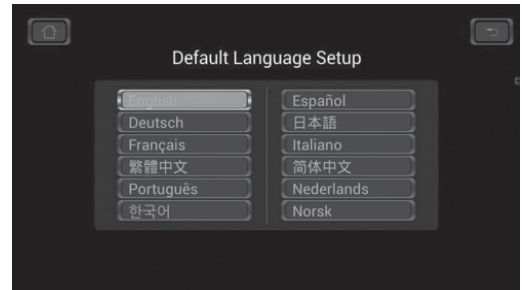 Default Language Setup
English
Español
Deutsch
日本語
Français
Italiano
繁體中文
简体中文
Português
Nederlands
한국어
Norsk